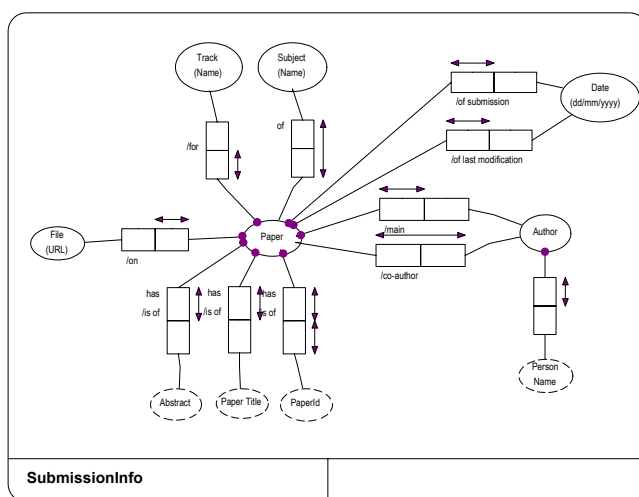 Track
(Name)
Subject
(Name)
Date
(dd/mm/yyyy)
/of submission
/for
of
/of last modification
File
(URL)
Paper
Author
/on
/main
/co-author
has
/is of
has
/is of
has
/is of
Abstract
Paper Title
PaperId
Person
Name
SubmissionInfo